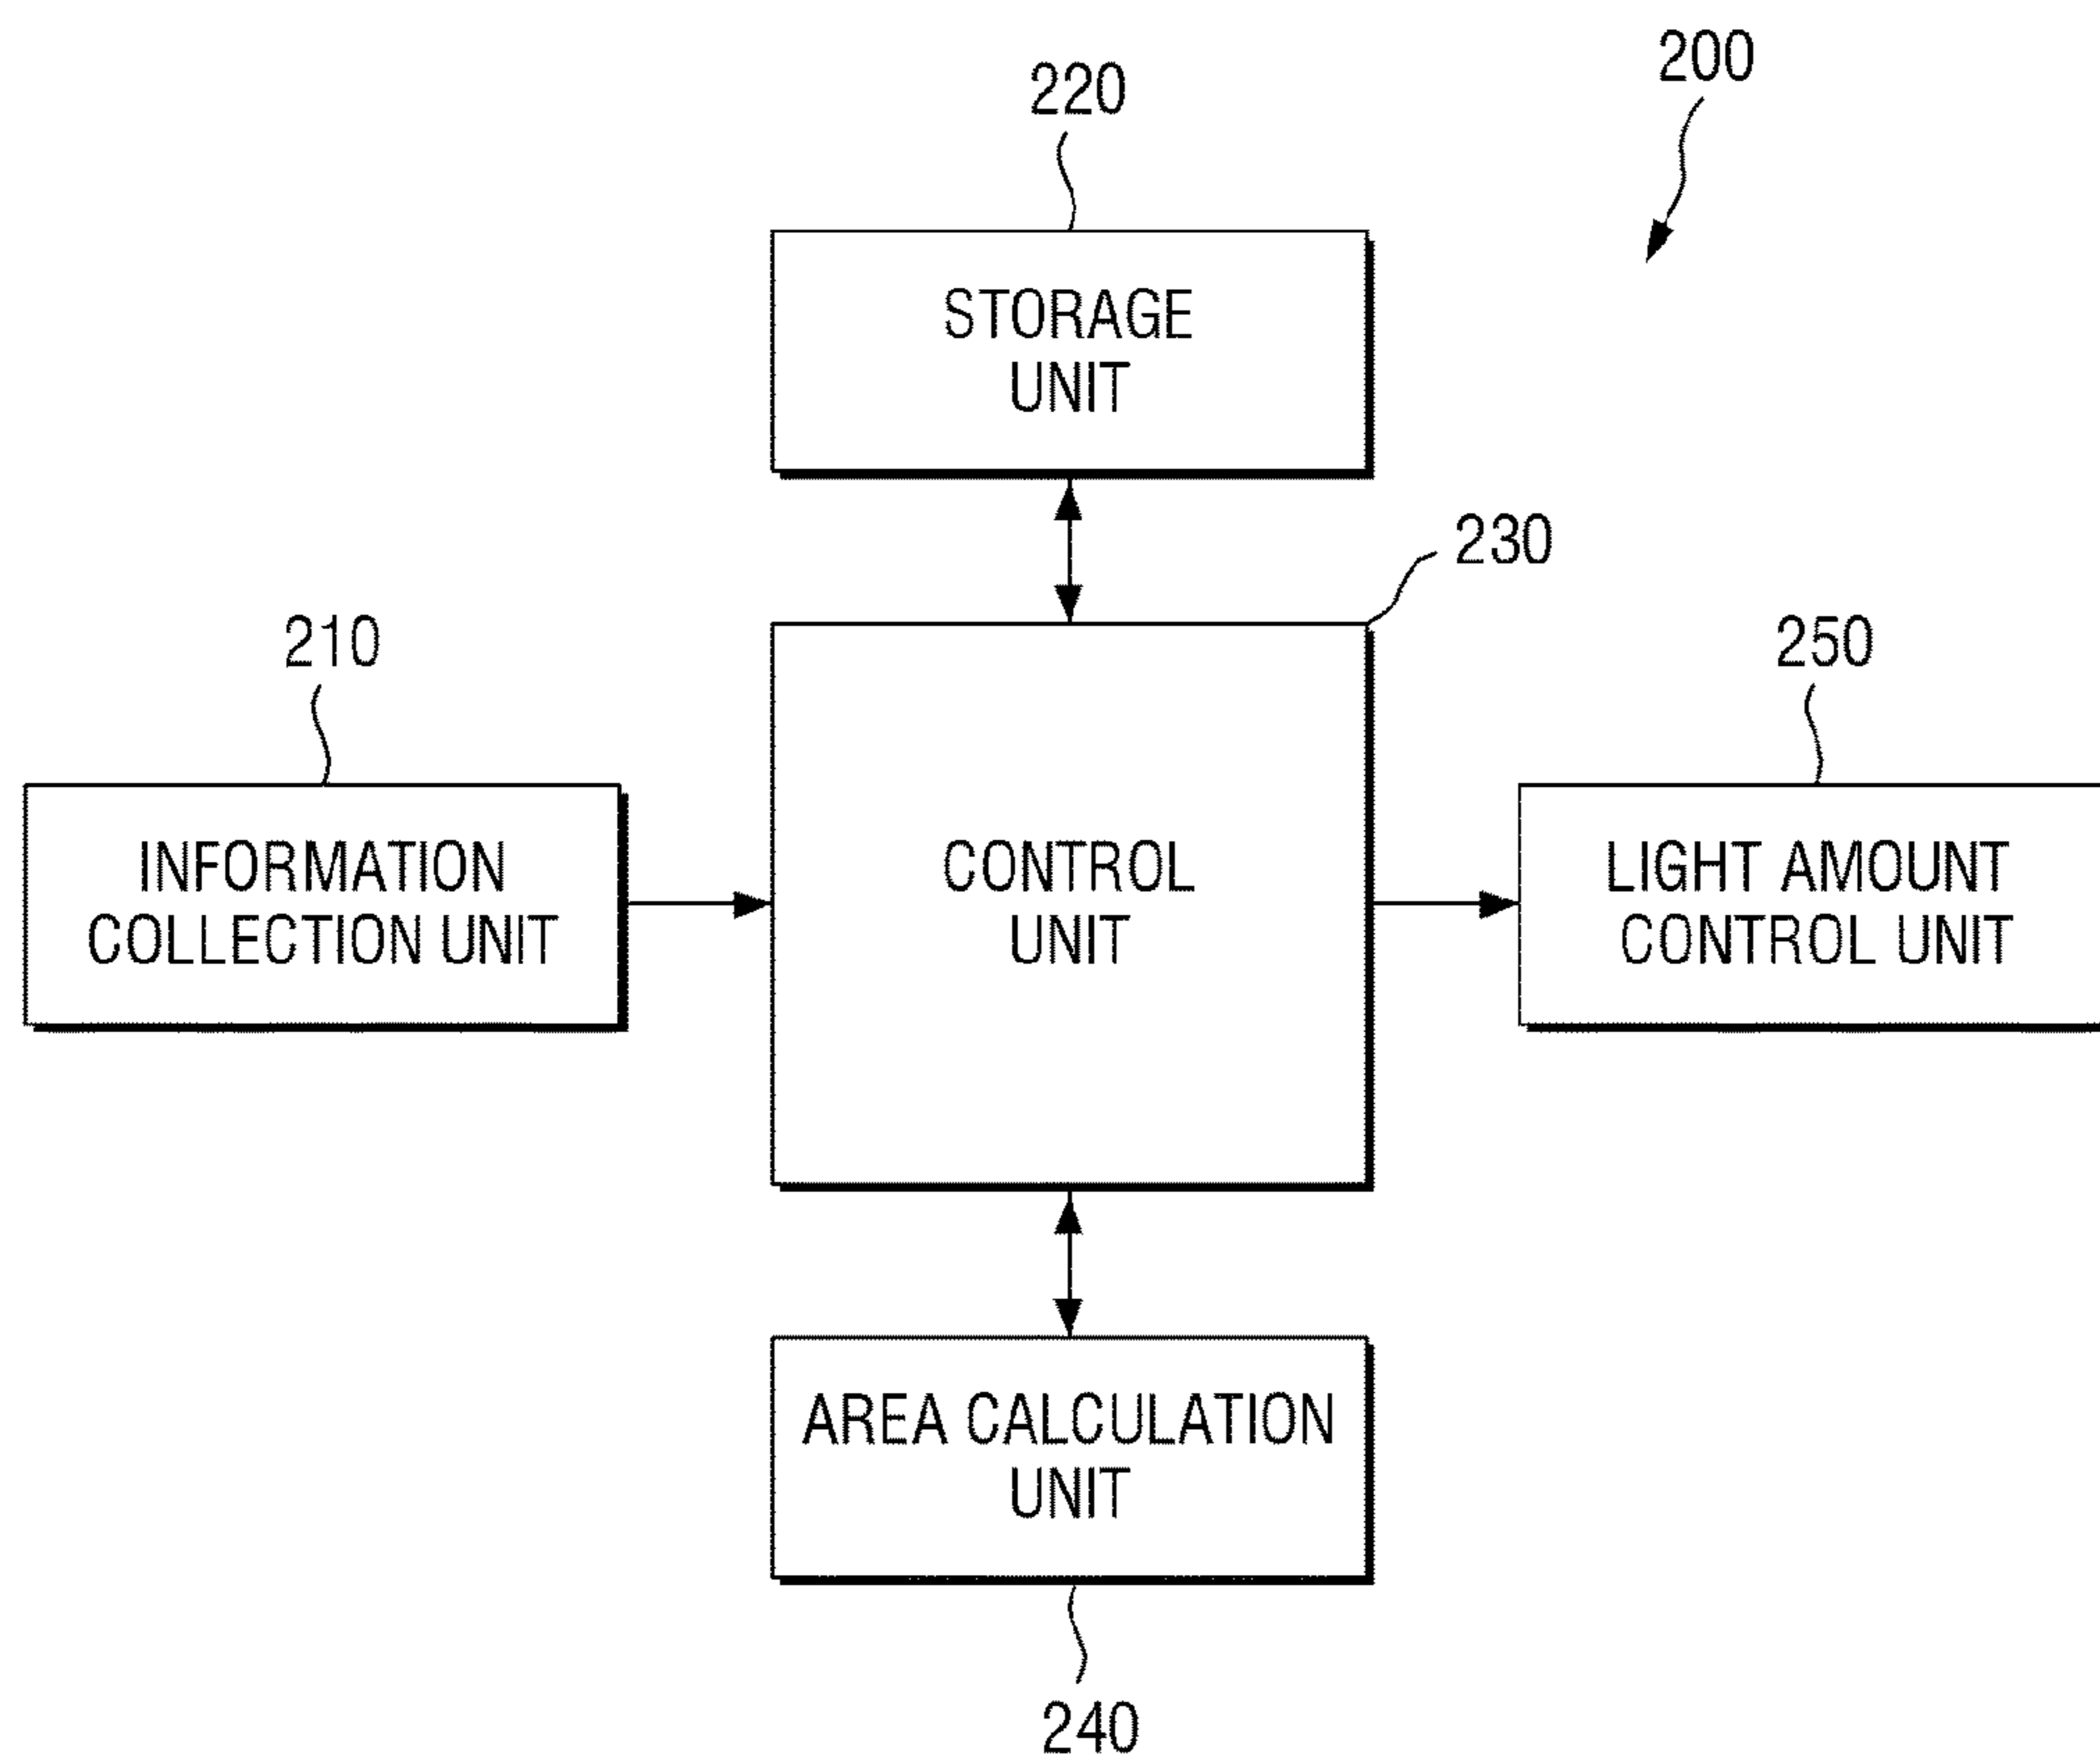 200
220
STORAGE
UNIT
230
210
250
INFORMATION
COLLECTION UNIT
CONTROL
UNIT
LIGHT AMOUNT
CONTROL UNIT
AREA CALCULATION
UNIT
240